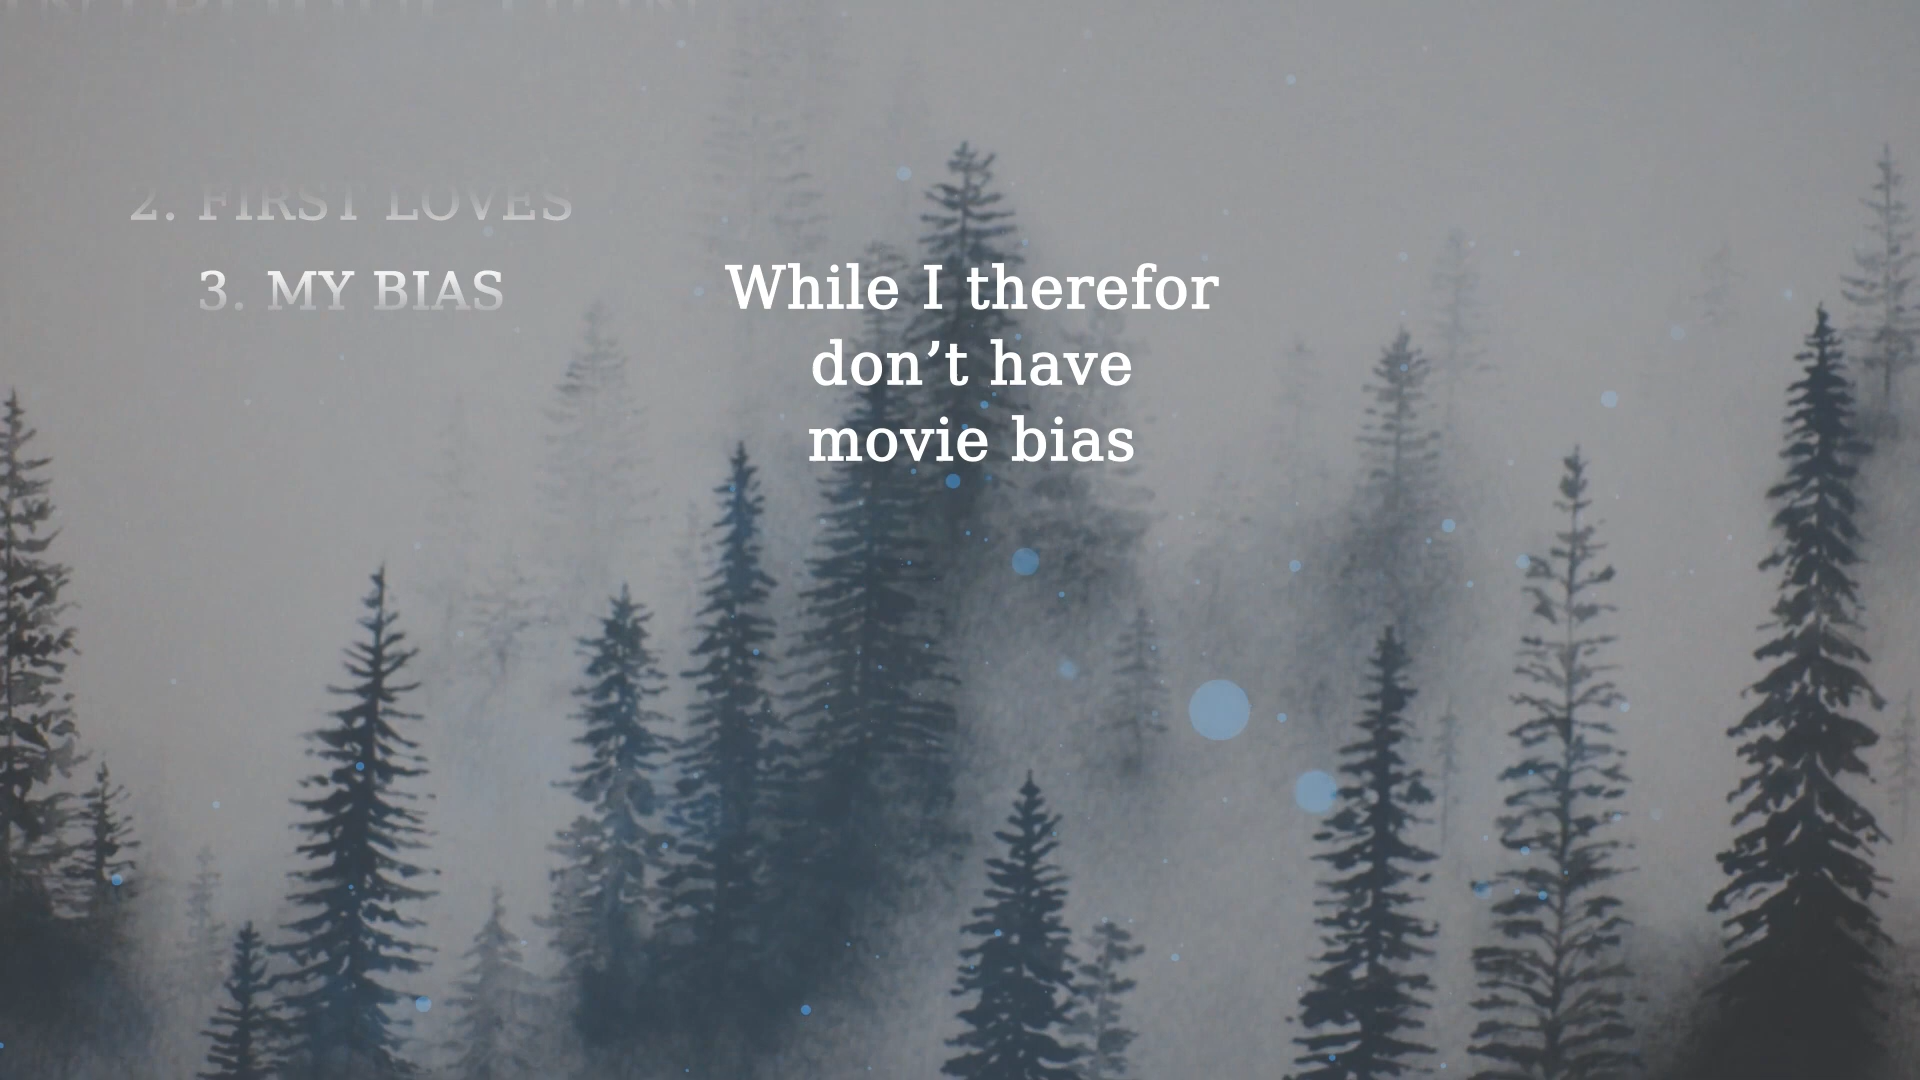 2. FIRST LOVES
3. MY BIAS
While I therefor
don’t have
movie bias